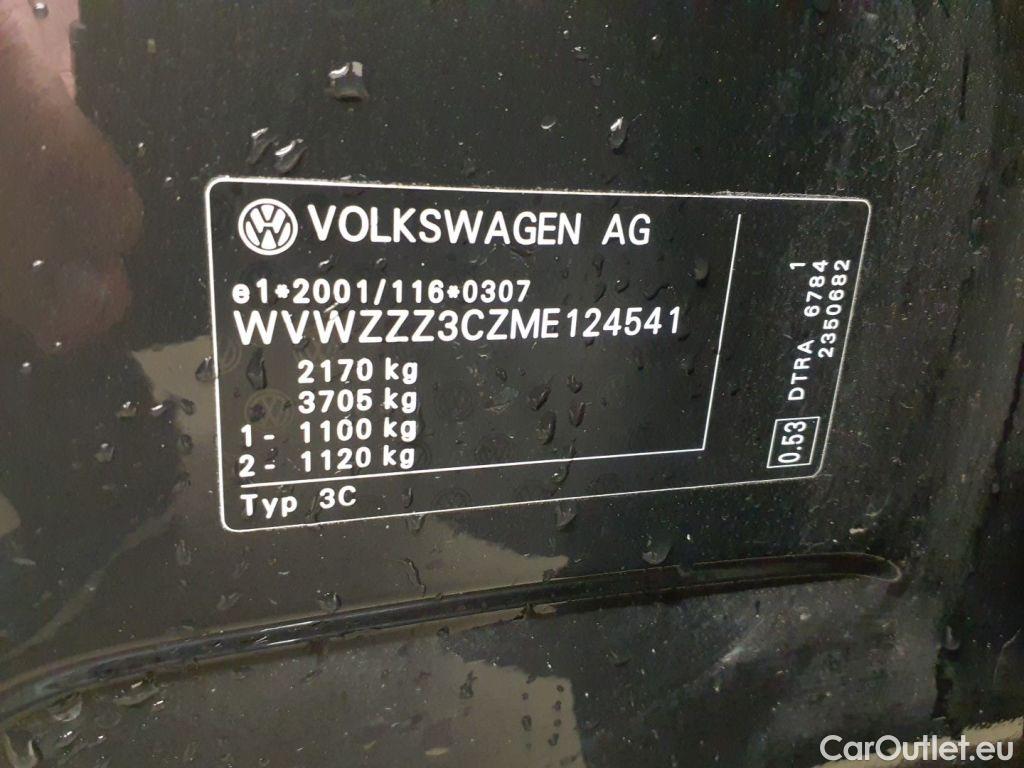 VOLKSWAGEN AG
e1*2001/116*0307
WVWZZZ3CZME124541
2170 kg
3705 kg
1- 1100 kg
2- 1120 kg
Typ 3C
0.53 DTRA 6784 1
2350682
CarOutlet.eu